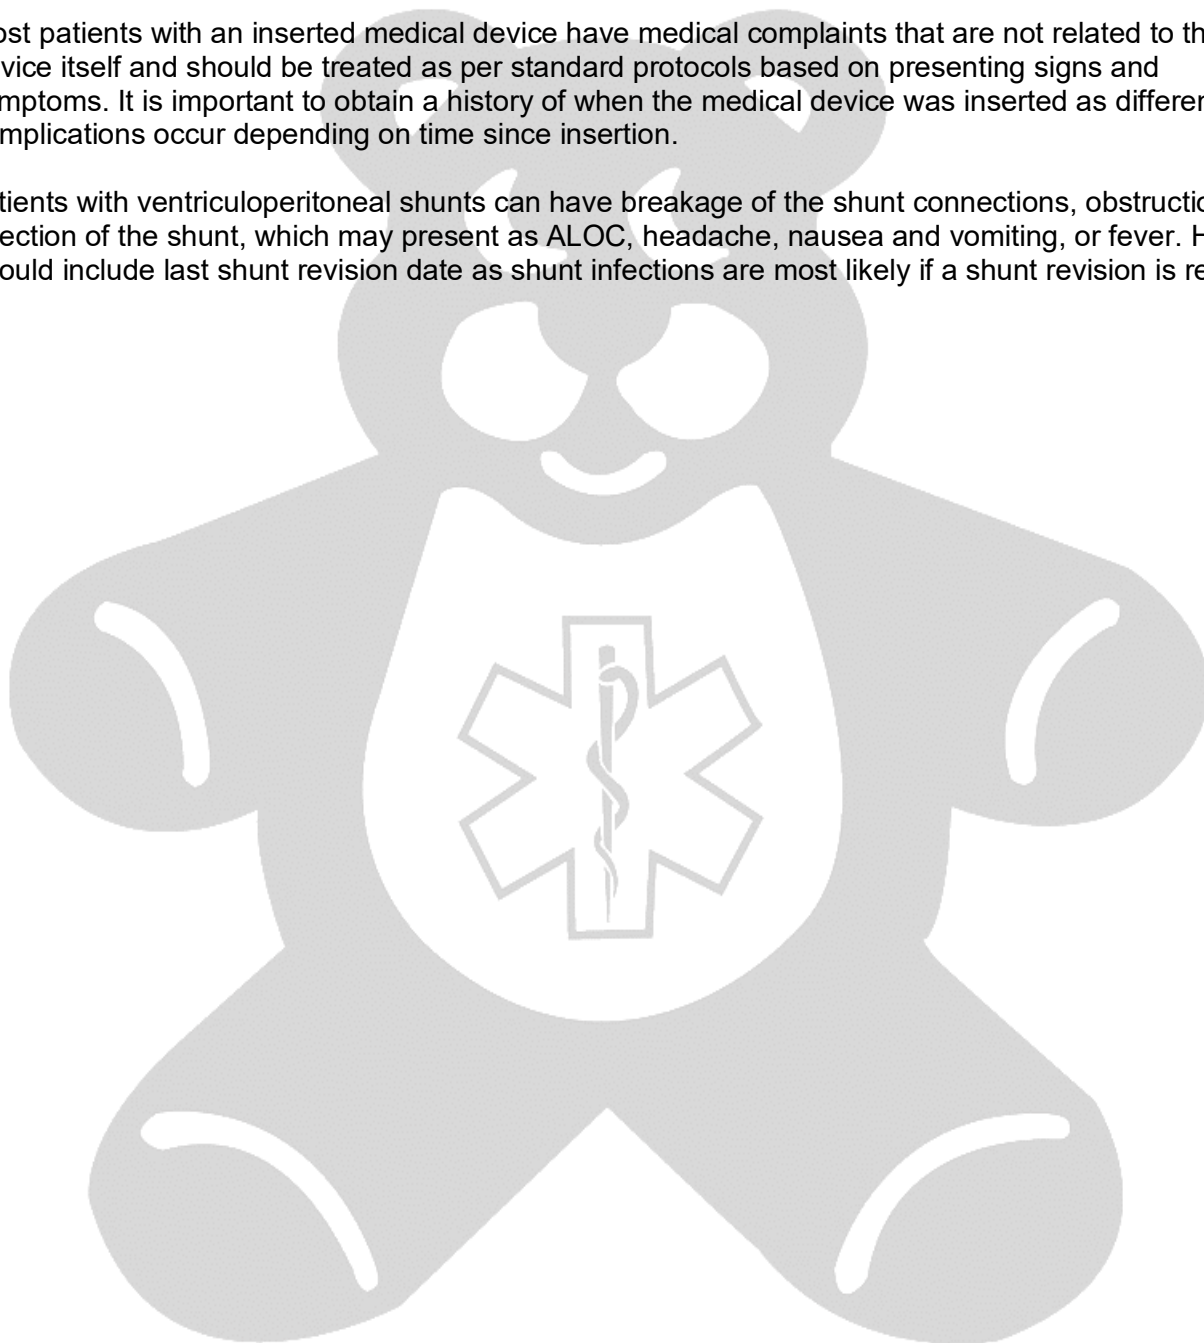 ost patients with an inserted medical device have medical complaints that are not related to th
vice itself and should be treated as per standard protocols based on presenting signs and
mptoms. It is important to obtain a history of when the medical device was inserted as differen
mplications occur depending on time since insertion.
tients with ventriculoperitoneal shunts can have breakage of the shunt connections, obstructio
ection of the shunt, which may present as ALOC, headache, nausea and vomiting, or fever. H
ould include last shunt revision date as shunt infections are most likely if a shunt revision is re